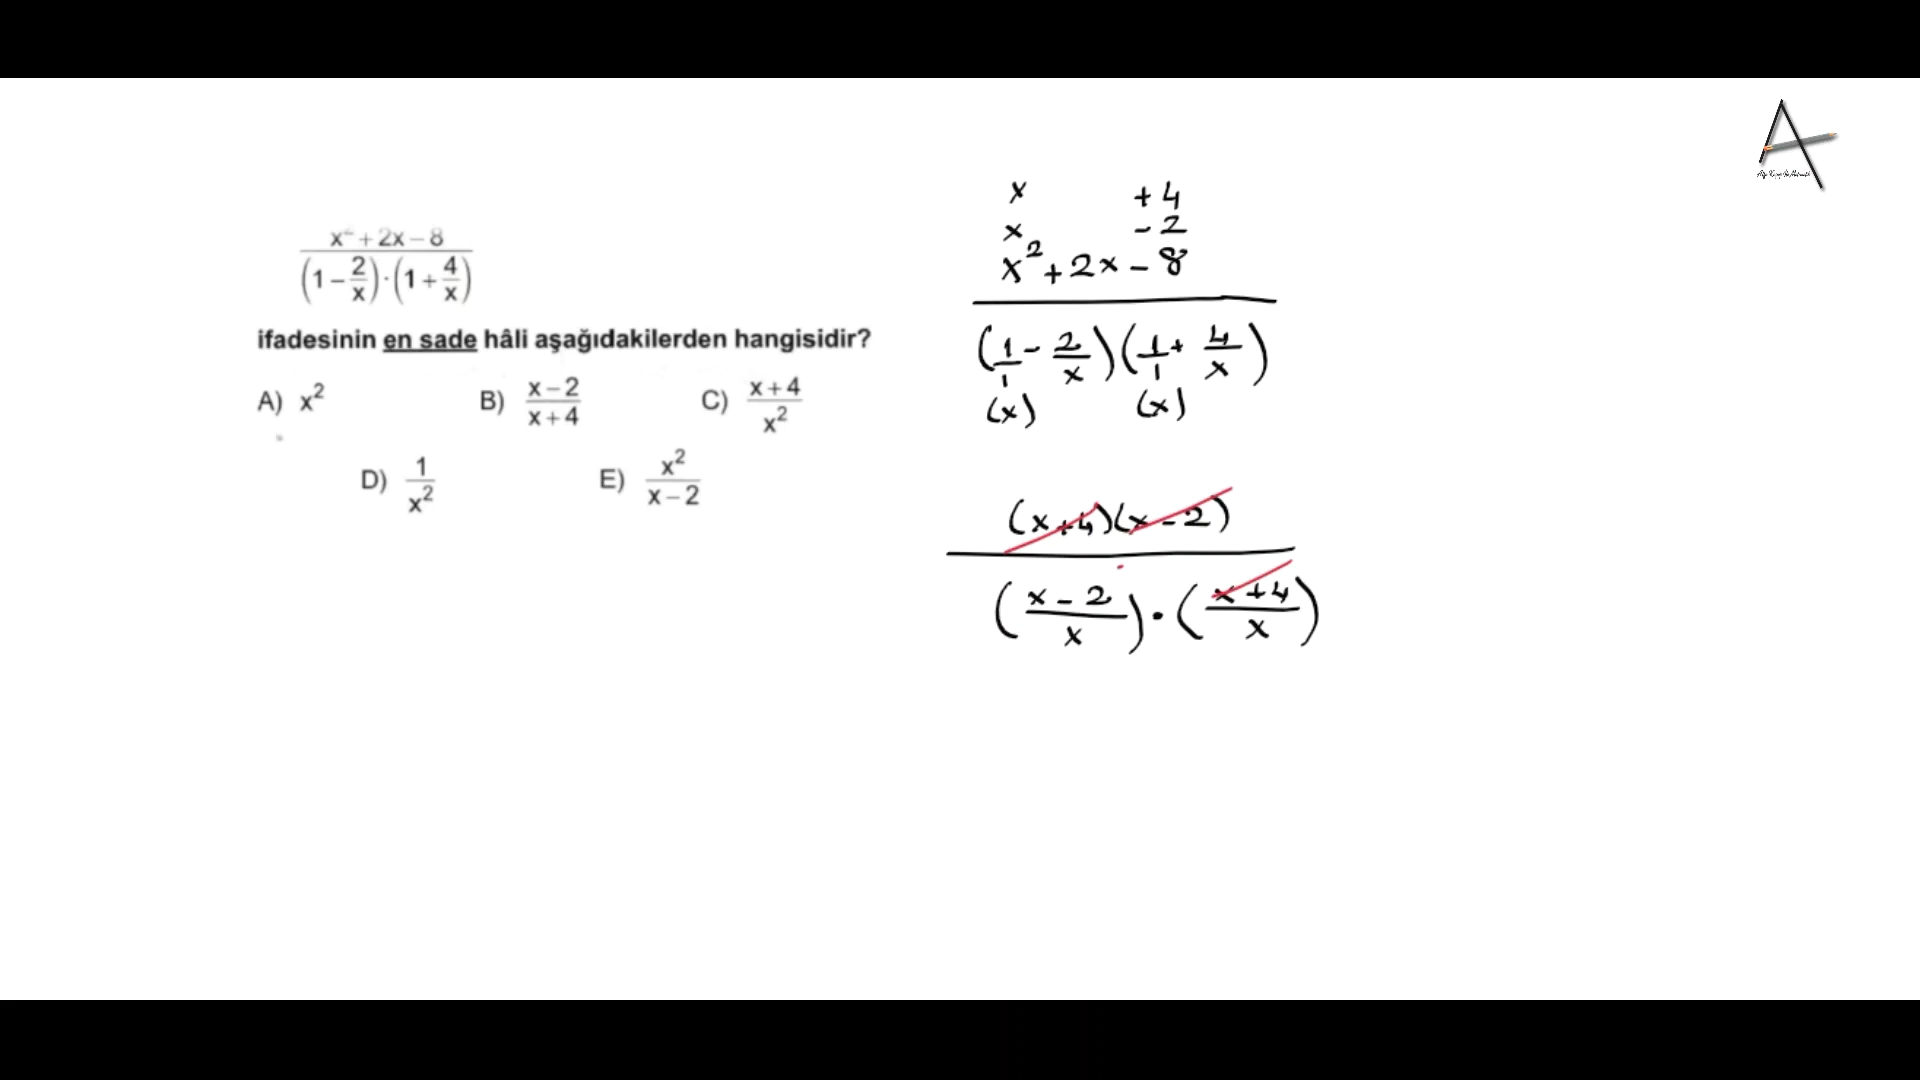 x² + 2x – 8
(1 – 2/x) · (1 + 4/x)
ifadesinin en sade hâli aşağıdakilerden hangisidir?
A) x² B) x – 2 / x + 4 C) x + 4 / x²
D) 1 / x² E) x² / x – 2
x + 4
x - 2
x² + 2x - 8
(1/1 - 2/x)(1/1 + 4/x)
(x) (x)
(x+4)(x-2)
(x-2/x)·(x+4/x)